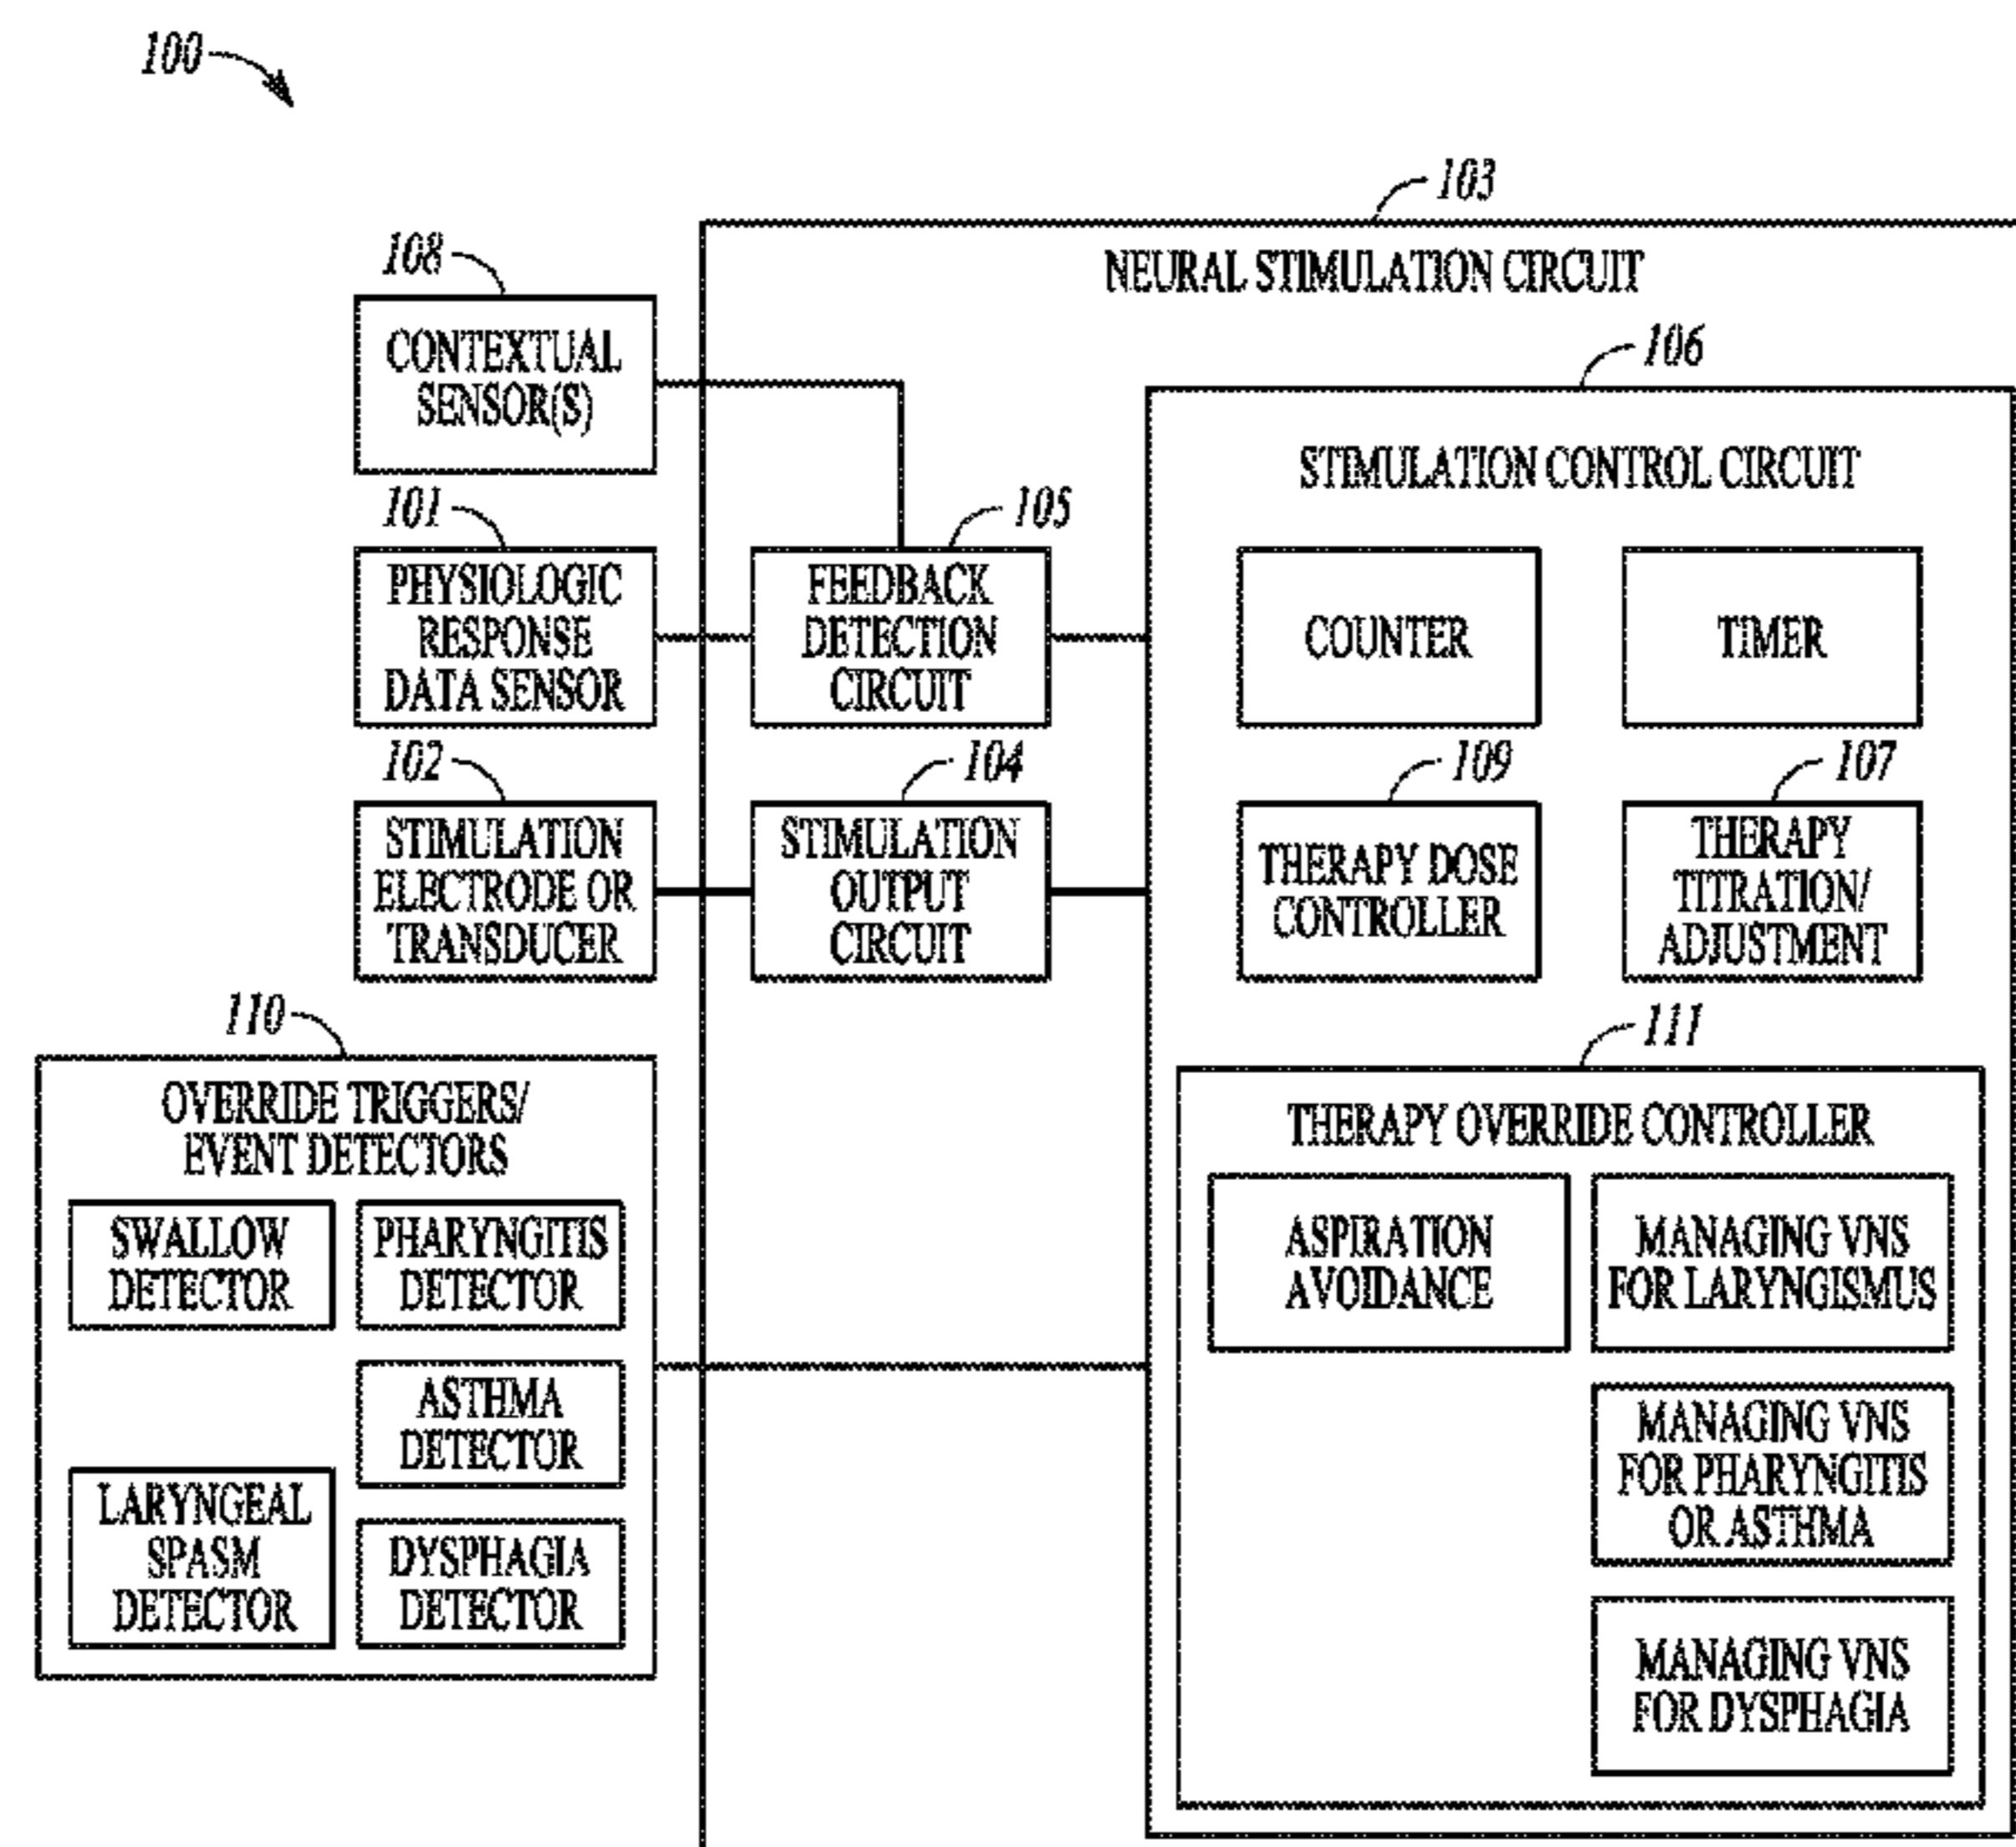 100
103
NEURAL STIMULATION CIRCUIT
108
CONTEXTUAL
SENSOR(S)
106
STIMULATION CONTROL CIRCUIT
101
PHYSIOLOGIC
RESPONSE
DATA SENSOR
105
FEEDBACK
DETECTION
CIRCUIT
COUNTER
TIMER
102
STIMULATION
ELECTRODE OR
TRANSDUCER
104
STIMULATION
OUTPUT
CIRCUIT
109
THERAPY DOSE
CONTROLLER
107
THERAPY
TITRATION/
ADJUSTMENT
110
OVERRIDE TRIGGERS/
EVENT DETECTORS
SWALLOW
DETECTOR
PHARYNGITIS
DETECTOR
ASTHMA
DETECTOR
LARYNGEAL
SPASM
DETECTOR
DYSPHAGIA
DETECTOR
111
THERAPY OVERRIDE CONTROLLER
ASPIRATION
AVOIDANCE
MANAGING VNS
FOR LARYNGISMUS
MANAGING VNS
FOR PHARYNGITIS
OR ASTHMA
MANAGING VNS
FOR DYSPHAGIA